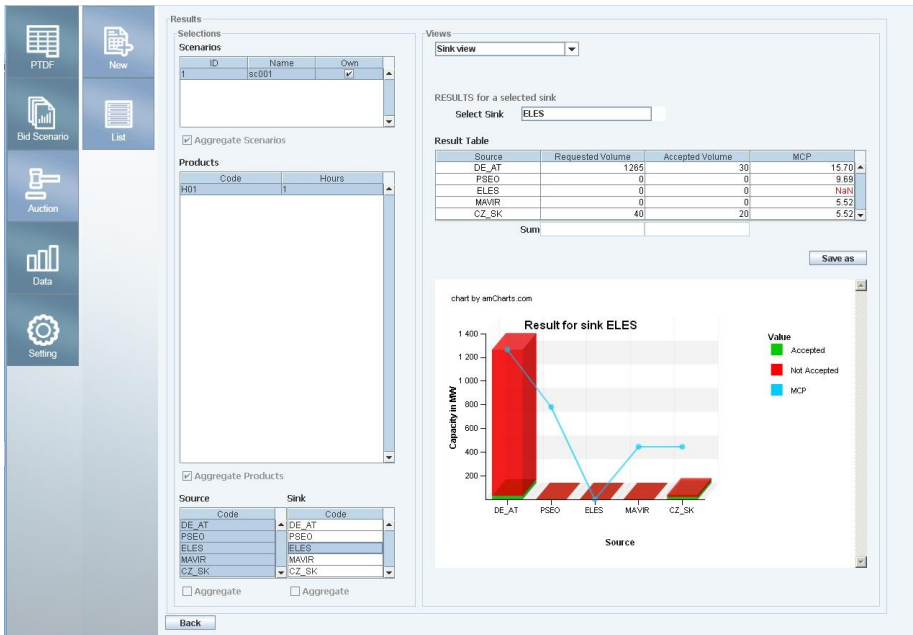 PTDF
Bid Scenario
Auction
Data
Setting
New
List
Results
Selections
Scenarios
ID Name Own
1 sc001
Aggregate Scenarios
Products
Code Hours
H01 1
Aggregate Products
Source Sink
Code Code
DE_AT DE_AT
PSEO PSEO
ELES ELES
MAVIR MAVIR
CZ_SK CZ_SK
Aggregate Aggregate
Back
Views
Sink view
RESULTS for a selected sink
Select Sink ELES
Result Table
Source Requested Volume Accepted Volume MCP
DE_AT 1265 30 15.70
PSEO 0 0 9.69
ELES 0 0 NaN
MAVIR 0 0 5.52
CZ_SK 40 20 5.52
Sum
Save as
chart by amCharts.com
Result for sink ELES
Capacity in MW
1 400
1 200
1 000
800
600
400
200
DE_AT PSEO ELES MAVIR CZ_SK
Source
Value
Accepted
Not Accepted
MCP